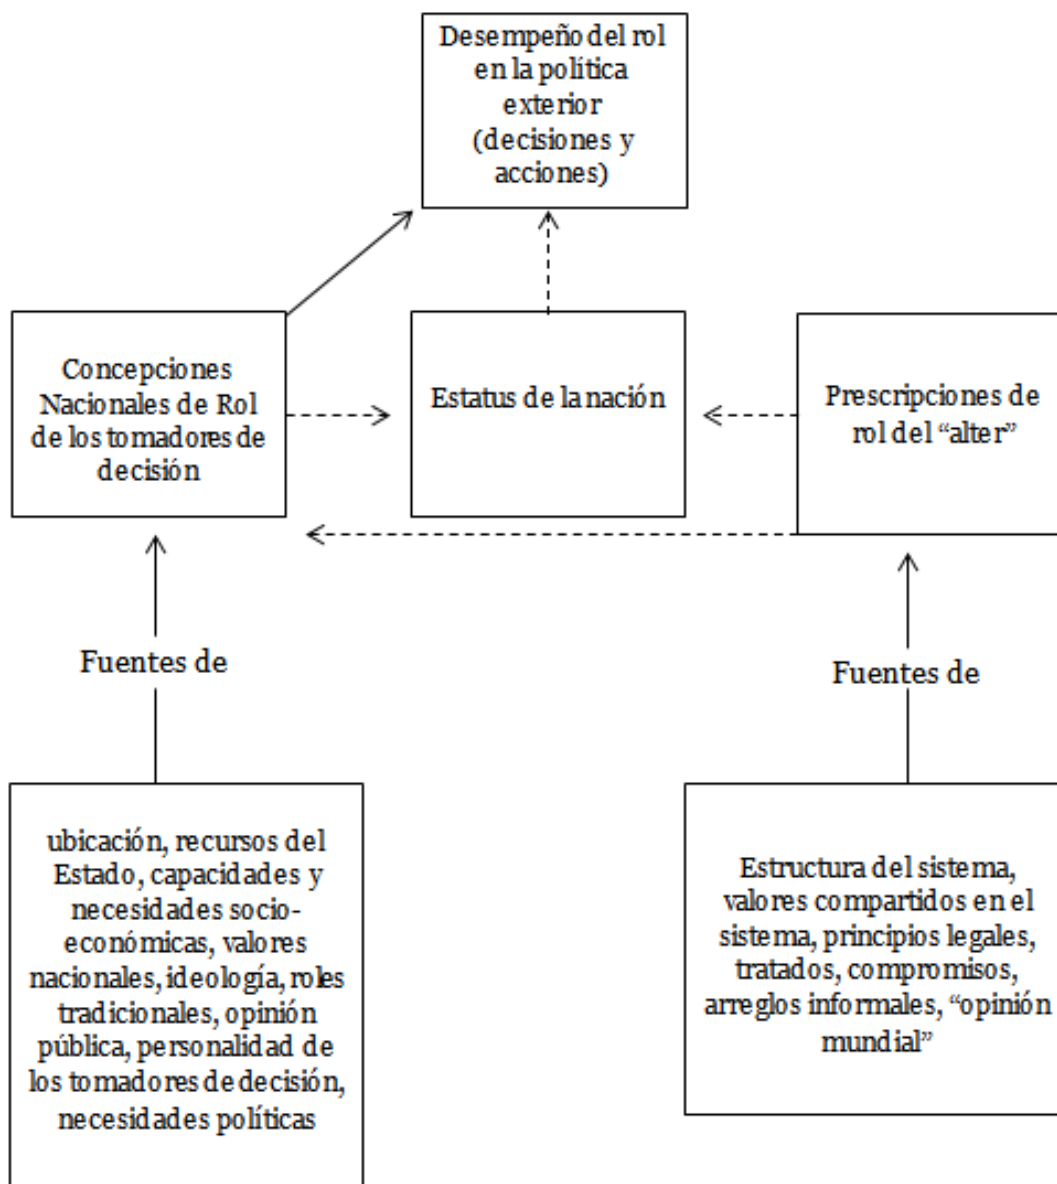 Desempeño del rol
en la política
exterior
(decisiones y
acciones)
Concepciones
Nacionales de Rol
de los tomadores de
decisión
Estatus de la nación
Prescripciones de
rol del “alter”
Fuentes de
Fuentes de
ubicación, recursos del
Estado, capacidades y
necesidades socio-
económicas, valores
nacionales, ideología, roles
tradicionales, opinión
pública, personalidad de
los tomadores de decisión,
necesidades políticas
Estructura del sistema,
valores compartidos en el
sistema, principios legales,
tratados, compromisos,
arreglos informales, “opinión
mundial”